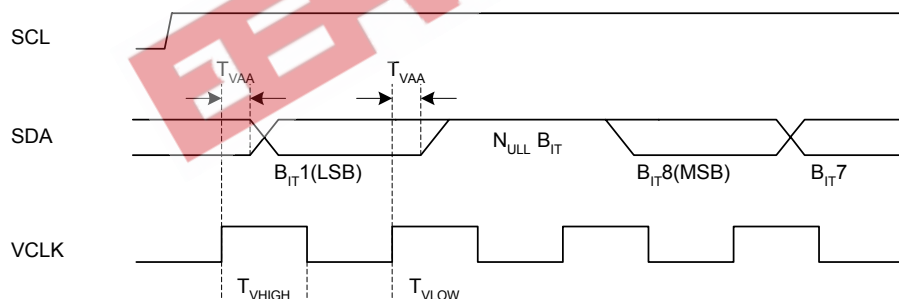 SCL
TVAA TVAA
SDA
NULL BIT
BIT1(LSB) BIT8(MSB) BIT7
VCLK
TVHIGH TVLOW